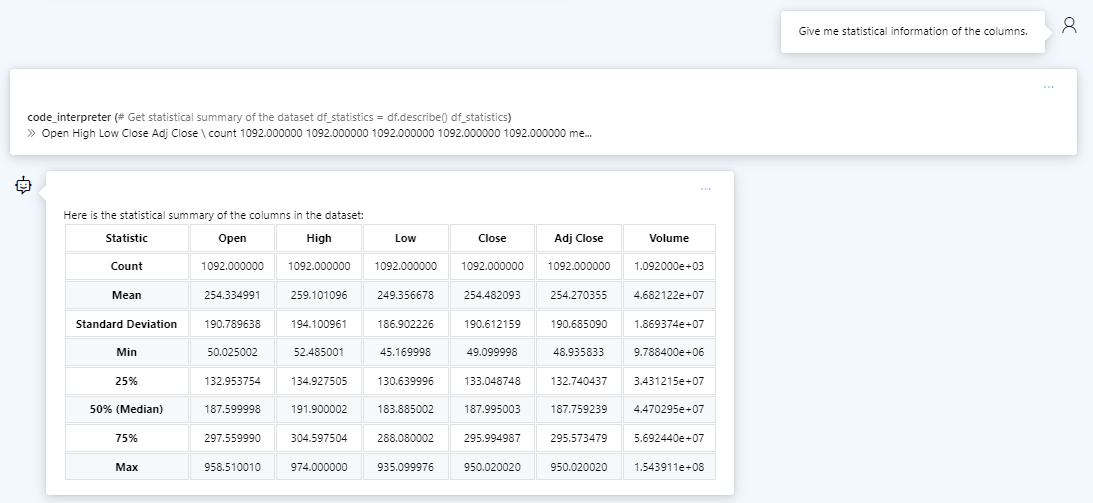 Give me statistical information of the columns.
...
code_interpreter (# Get statistical summary of the dataset df_statistics = df.describe() df_statistics)
» Open High Low Close Adj Close \ count 1092.000000 1092.000000 1092.000000 1092.000000 1092.000000 me...
...
Here is the statistical summary of the columns in the dataset:
Statistic Open High Low Close Adj Close Volume
Count 1092.000000 1092.000000 1092.000000 1092.000000 1092.000000 1.092000e+03
Mean 254.334991 259.101096 249.356678 254.482093 254.270355 4.682122e+07
Standard Deviation 190.789638 194.100961 186.902226 190.612159 190.685090 1.869374e+07
Min 50.025002 52.485001 45.169998 49.099998 48.935833 9.788400e+06
25% 132.953754 134.927505 130.639996 133.048748 132.740437 3.431215e+07
50% (Median) 187.599998 191.900002 183.885002 187.995003 187.759239 4.470295e+07
75% 297.559990 304.597504 288.080002 295.994987 295.573479 5.692440e+07
Max 958.510010 974.000000 935.099976 950.020020 950.020020 1.543911e+08